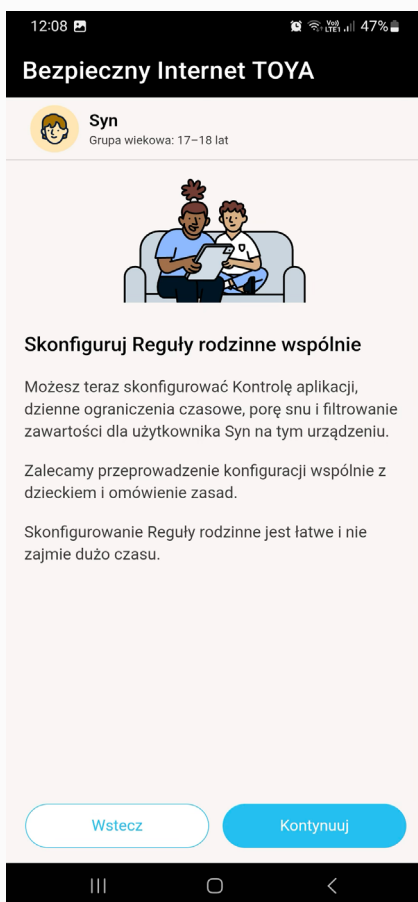 12:08 47%
Bezpieczny Internet TOYA
Syn
Grupa wiekowa: 17–18 lat
Skonfiguruj Reguły rodzinne wspólnie
Możesz teraz skonfigurować Kontrolę aplikacji,
dzienne ograniczenia czasowe, porę snu i filtrowanie
zawartości dla użytkownika Syn na tym urządzeniu.
Zalecamy przeprowadzenie konfiguracji wspólnie z
dzieckiem i omówienie zasad.
Skonfigurowanie Reguły rodzinne jest łatwe i nie
zajmie dużo czasu.
Wstecz Kontynuuj